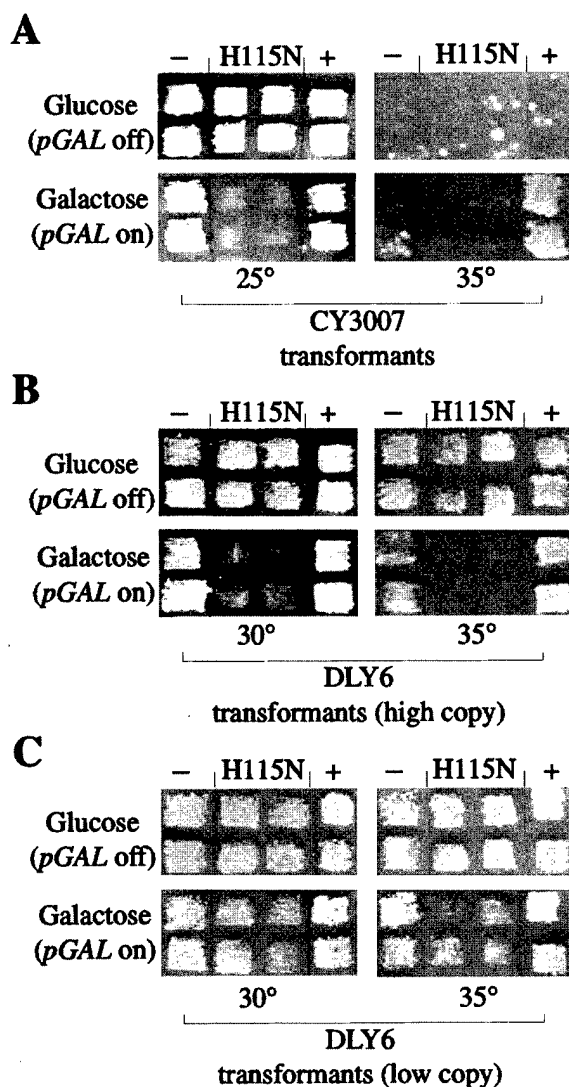 A
− H115N + H115N +
Glucose
(pGAL off)
Galactose
(pGAL on)
25° 35°
CY3007
transformants
B
− H115N + − H115N +
Glucose
(pGAL off)
Galactose
(pGAL on)
30° 35°
DLY6
transformants (high copy)
C
− H115N + − H115N +
Glucose
(pGAL off)
Galactose
(pGAL on)
30° 35°
DLY6
transformants (low copy)